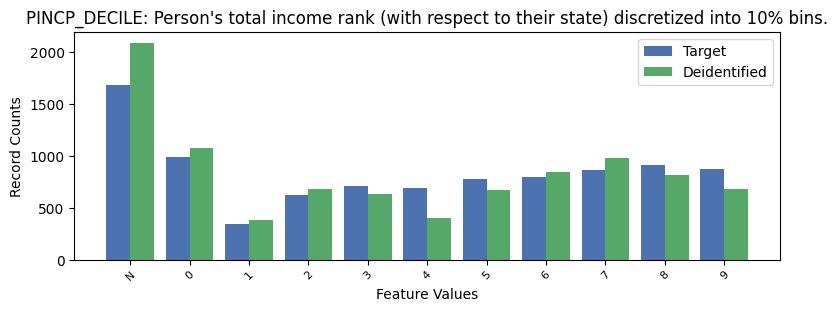 PINCP_DECILE: Person's total income rank (with respect to their state) discretized into 10% bins.
Target
Deidentified
Record Counts
2000
1500
1000
500
0
N 0 1 2 3 4 5 6 7 8 9
Feature Values